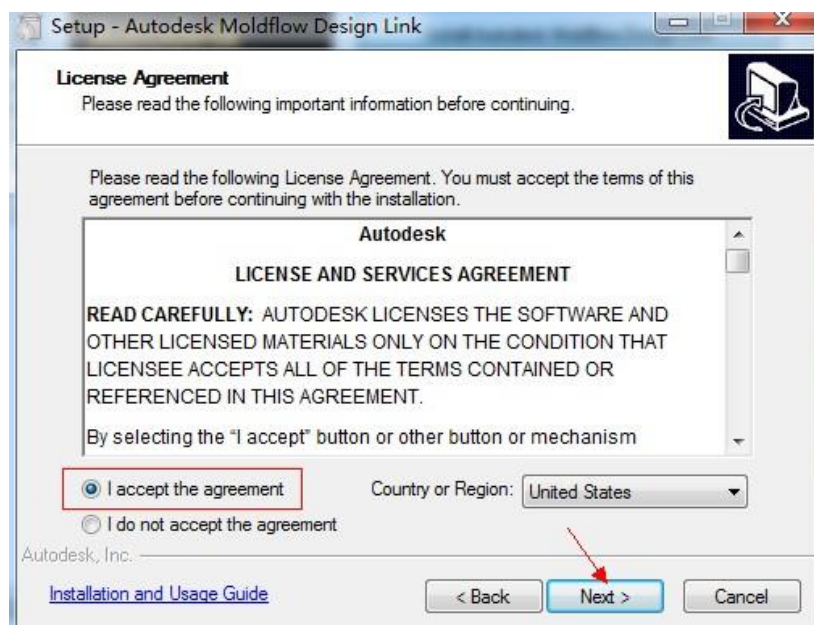 Setup - Autodesk Moldflow Design Link
License Agreement
Please read the following important information before continuing.
Please read the following License Agreement. You must accept the terms of this
agreement before continuing with the installation.
Autodesk
LICENSE AND SERVICES AGREEMENT
READ CAREFULLY: AUTODESK LICENSES THE SOFTWARE AND
OTHER LICENSED MATERIALS ONLY ON THE CONDITION THAT
LICENSEE ACCEPTS ALL OF THE TERMS CONTAINED OR
REFERENCED IN THIS AGREEMENT.
By selecting the “I accept” button or other button or mechanism
I accept the agreement Country or Region: United States
I do not accept the agreement
Autodesk, Inc.
Installation and Usage Guide < Back Next > Cancel